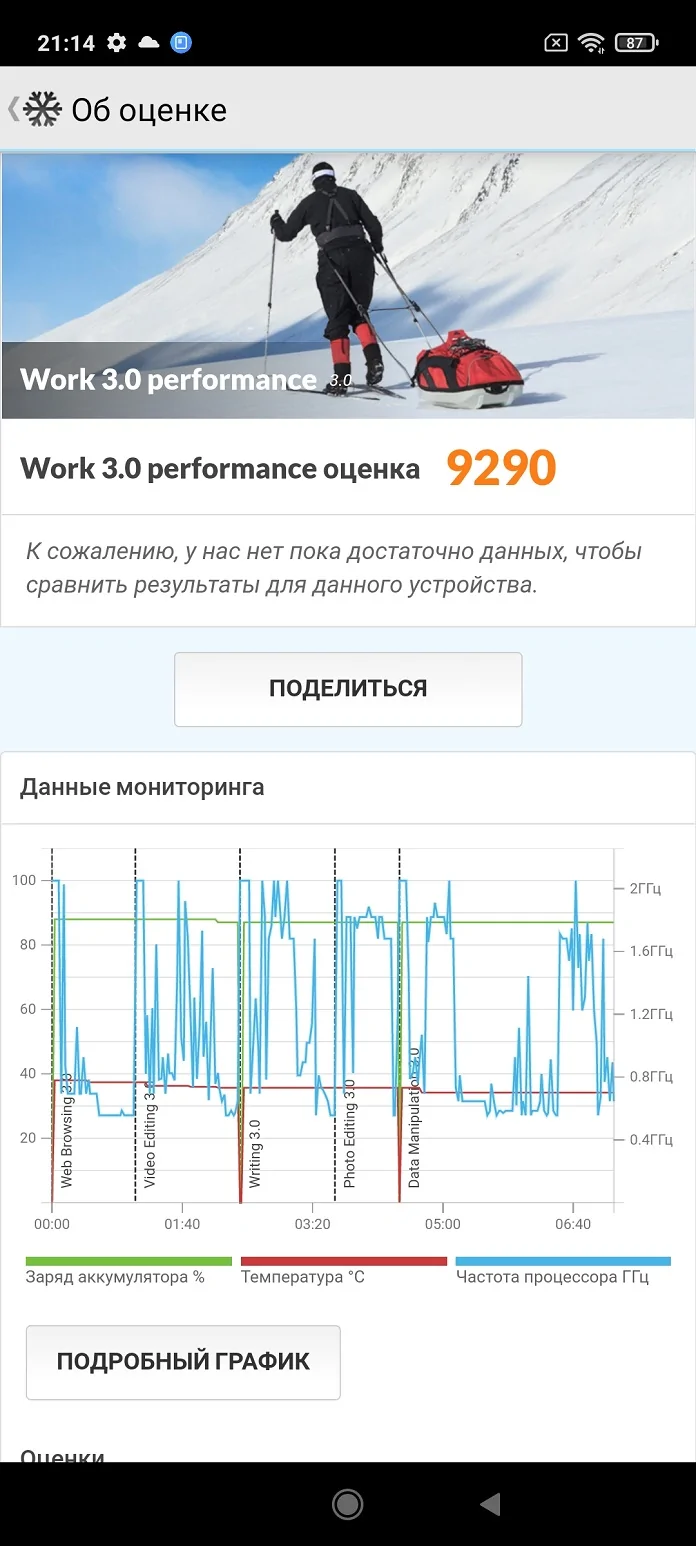 21:14
87
Об оценке
Work 3.0 performance 3.0
Work 3.0 performance оценка 9290
К сожалению, у нас нет пока достаточно данных, чтобы
сравнить результаты для данного устройства.
ПОДЕЛИТЬСЯ
Данные мониторинга
100
80
60
40
20
2ГГц
1.6ГГц
1.2ГГц
0.8ГГц
0.4ГГц
Web Browsing 3.0
Video Editing 3.0
Writing 3.0
Photo Editing 3.0
Data Manipulation 3.0
00:00 01:40 03:20 05:00 06:40
Заряд аккумулятора % Температура °C Частота процессора ГГц
ПОДРОБНЫЙ ГРАФИК
Оценки